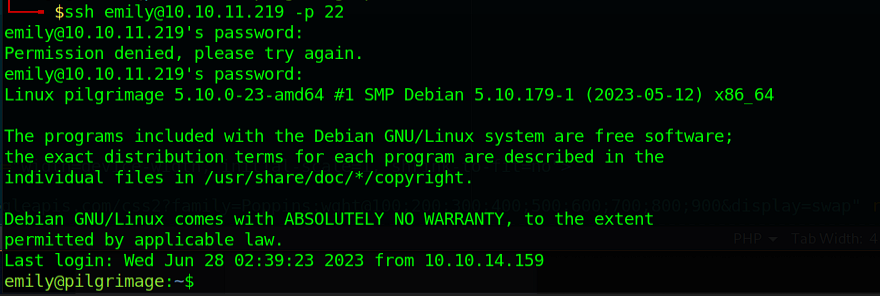 $ssh emily@10.10.11.219 -p 22
emily@10.10.11.219's password:
Permission denied, please try again.
emily@10.10.11.219's password:
Linux pilgrimage 5.10.0-23-amd64 #1 SMP Debian 5.10.179-1 (2023-05-12) x86_64
The programs included with the Debian GNU/Linux system are free software;
the exact distribution terms for each program are described in the
individual files in /usr/share/doc/*/copyright.
Debian GNU/Linux comes with ABSOLUTELY NO WARRANTY, to the extent
permitted by applicable law.
PHP Tab Width: 4
Last login: Wed Jun 28 02:39:23 2023 from 10.10.14.159
emily@pilgrimage:~$